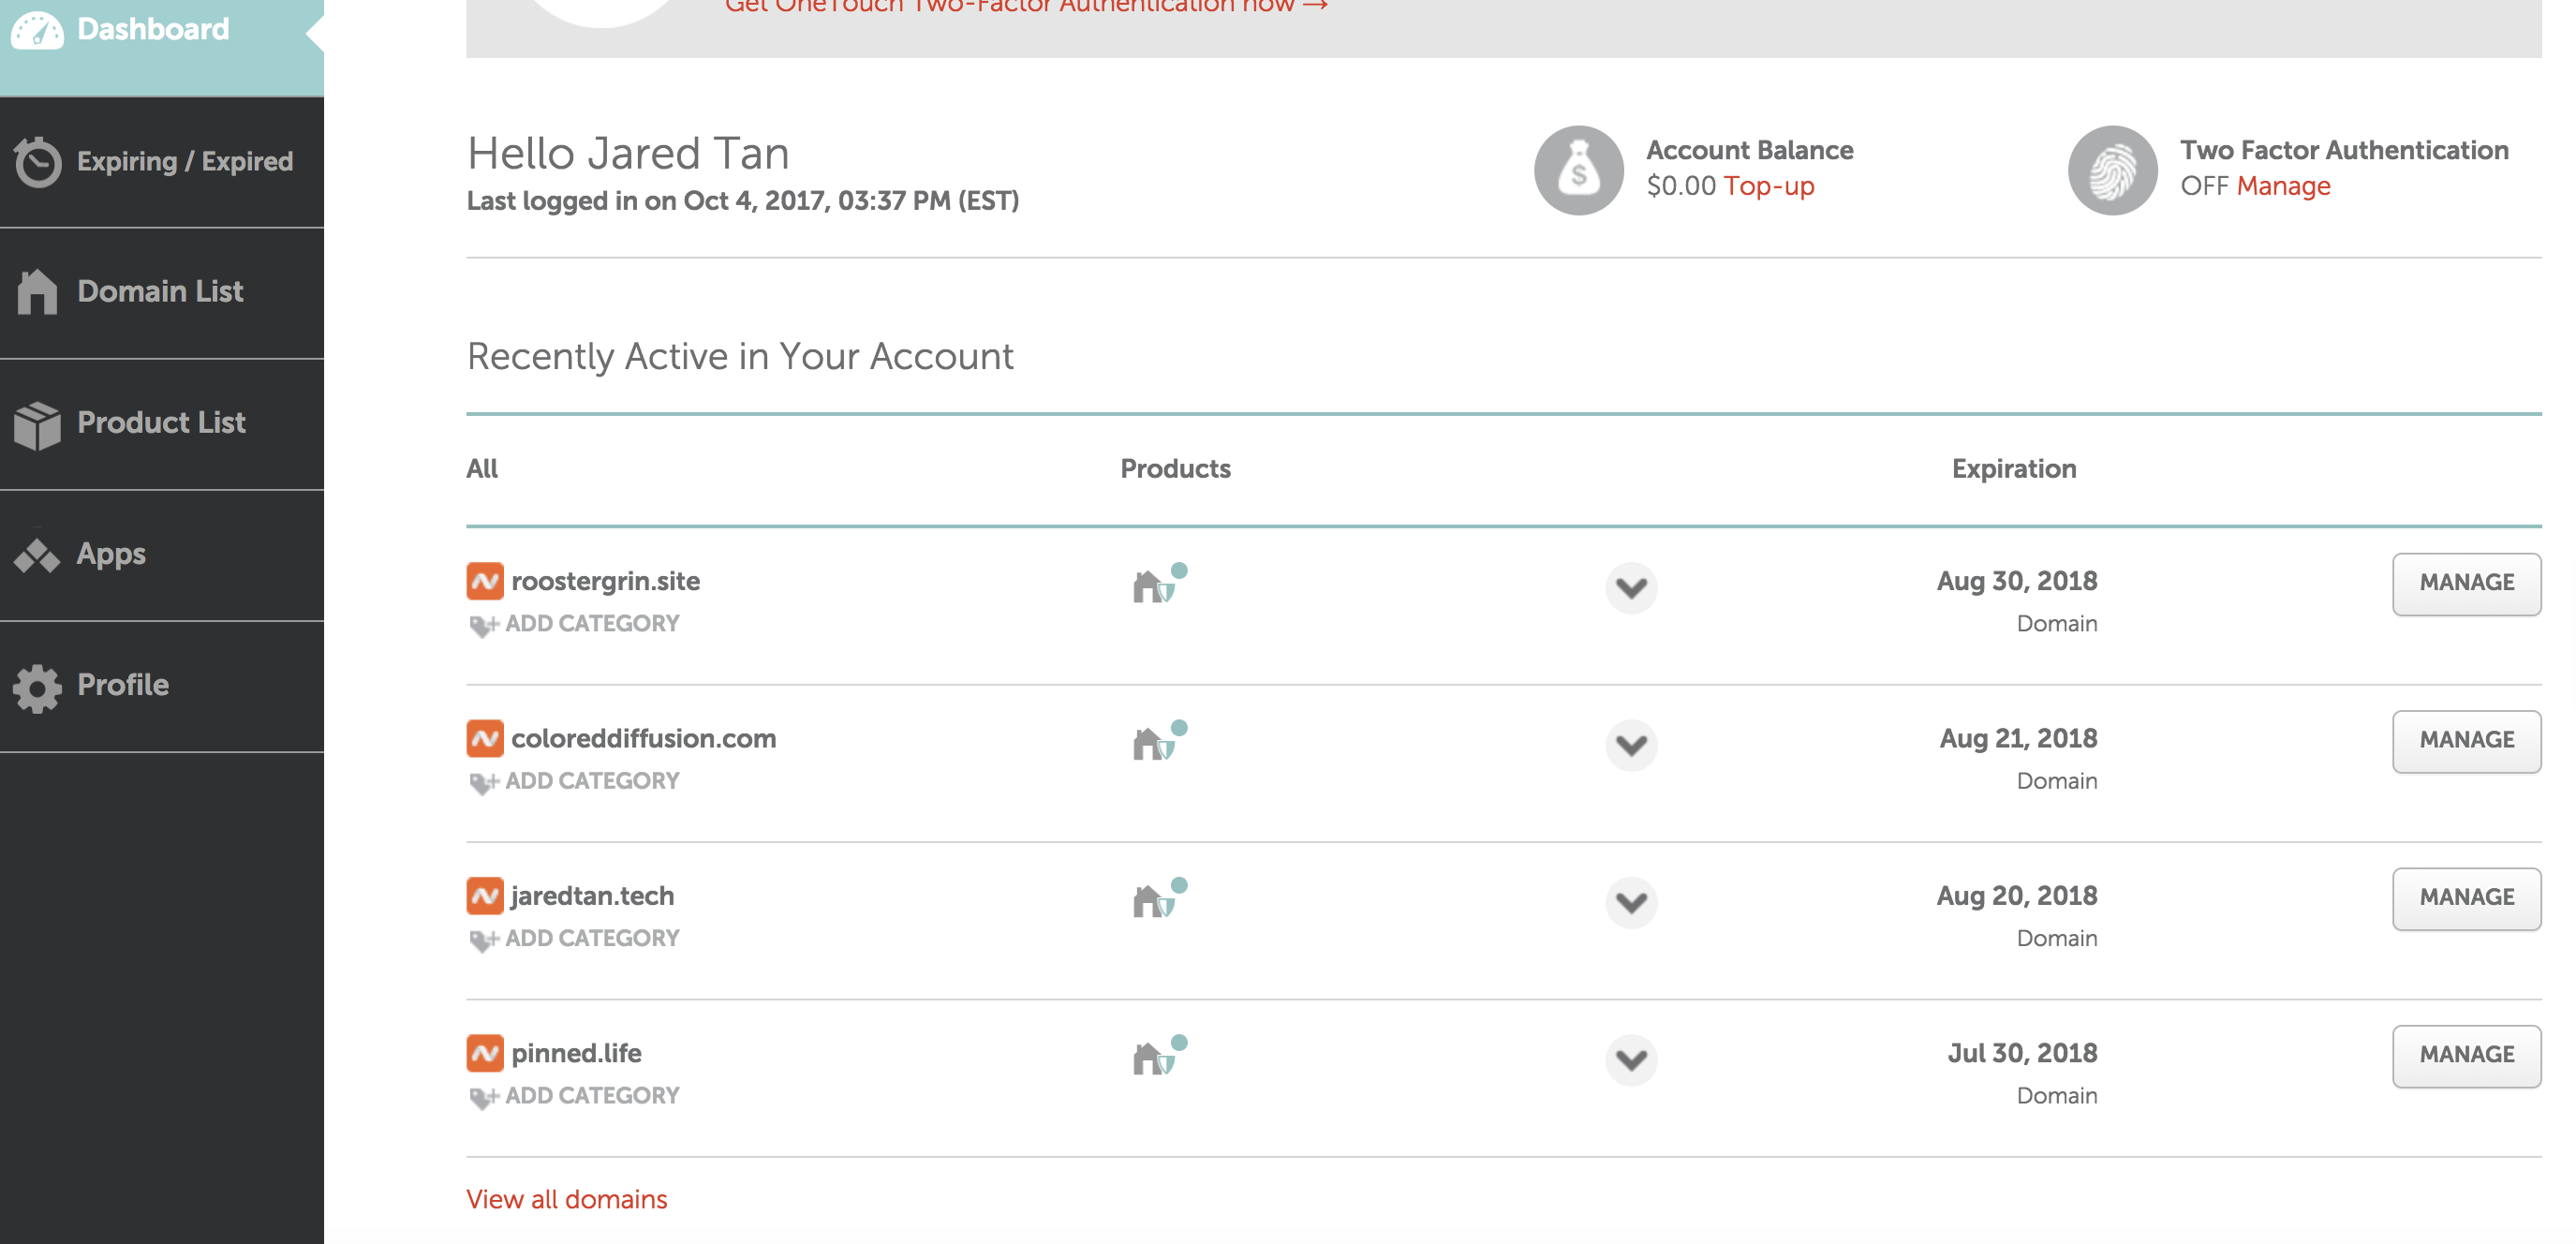 Get OneTouch Two-Factor Authentication now →
Dashboard
Expiring / Expired
Domain List
Product List
Apps
Profile
Hello Jared Tan
Last logged in on Oct 4, 2017, 03:37 PM (EST)
Account Balance
$0.00 Top-up
Two Factor Authentication
OFF Manage
Recently Active in Your Account
All Products Expiration
roostergrin.site Aug 30, 2018 MANAGE
ADD CATEGORY Domain
coloreddiffusion.com Aug 21, 2018 MANAGE
ADD CATEGORY Domain
jaredtan.tech Aug 20, 2018 MANAGE
ADD CATEGORY Domain
pinned.life Jul 30, 2018 MANAGE
ADD CATEGORY Domain
View all domains